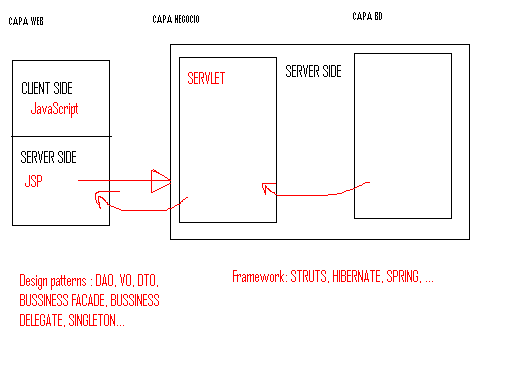 CAPA WEB
CAPA NEGOCIO
CAPA BD
CLIENT SIDE
JavaScript
SERVER SIDE
JSP
SERVLET
SERVER SIDE
Design patterns : DAO, VO, DTO,
BUSSINESS FACADE, BUSSINESS
DELEGATE, SINGLETON...
Framework: STRUTS, HIBERNATE, SPRING, ...